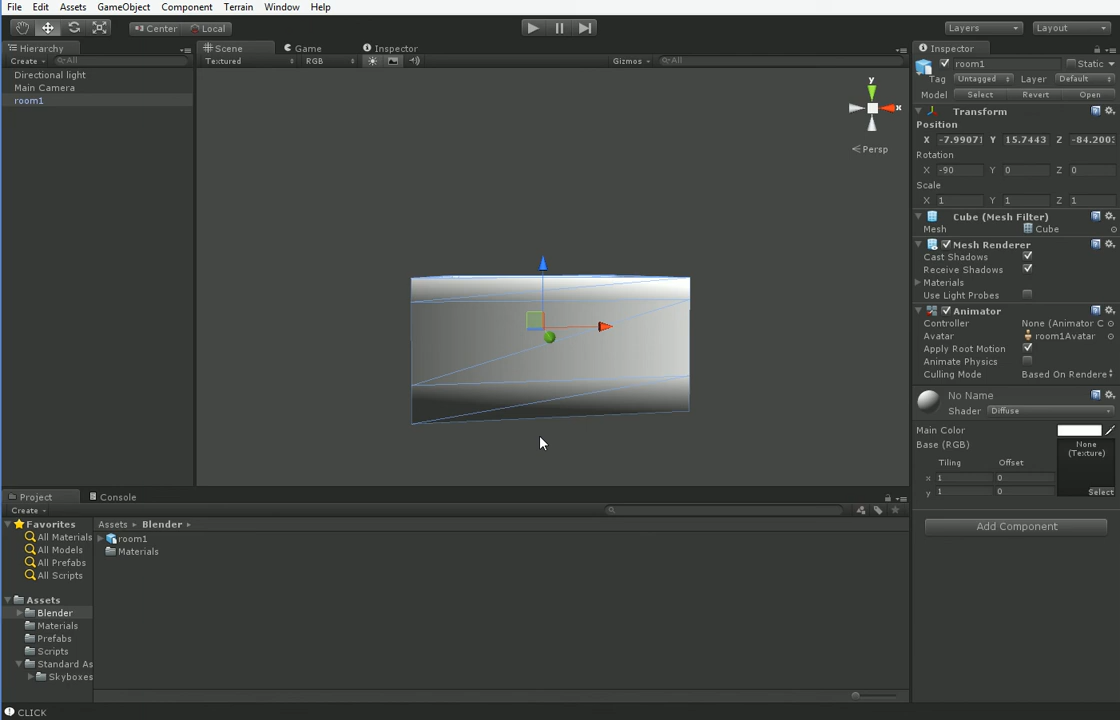 File Edit Assets GameObject Component Terrain Window Help
Center Local Layers Layout
Hierarchy Scene Game Inspector Inspector
Create All Textured RGB Gizmos All room1 Static
Directional light
Main Camera
room1
Tag Untagged Layer Default
Model Select Revert Open
Transform
Position
X -7.9907 Y 15.7443 Z -84.200
Rotation
X -90 Y 0 Z 0
Scale
X 1 Y 1 Z 1
y
x
Persp
Cube (Mesh Filter)
Mesh Cube
Mesh Renderer
Cast Shadows
Receive Shadows
Materials
Use Light Probes
Animator
Controller None (Animator C
Avatar room1Avatar
Apply Root Motion
Animate Physics
Culling Mode Based On Rendere
No Name
Shader Diffuse
Main Color
Base (RGB) None
(Texture)
Tiling Offset
x 1 0
y 1 0
Select
Add Component
Project Console
Create
Favorites
All Materials
All Models
All Prefabs
All Scripts
Assets
Blender
Materials
Prefabs
Scripts
Standard As
Skyboxes
Assets Blender
room1
Materials
CLICK